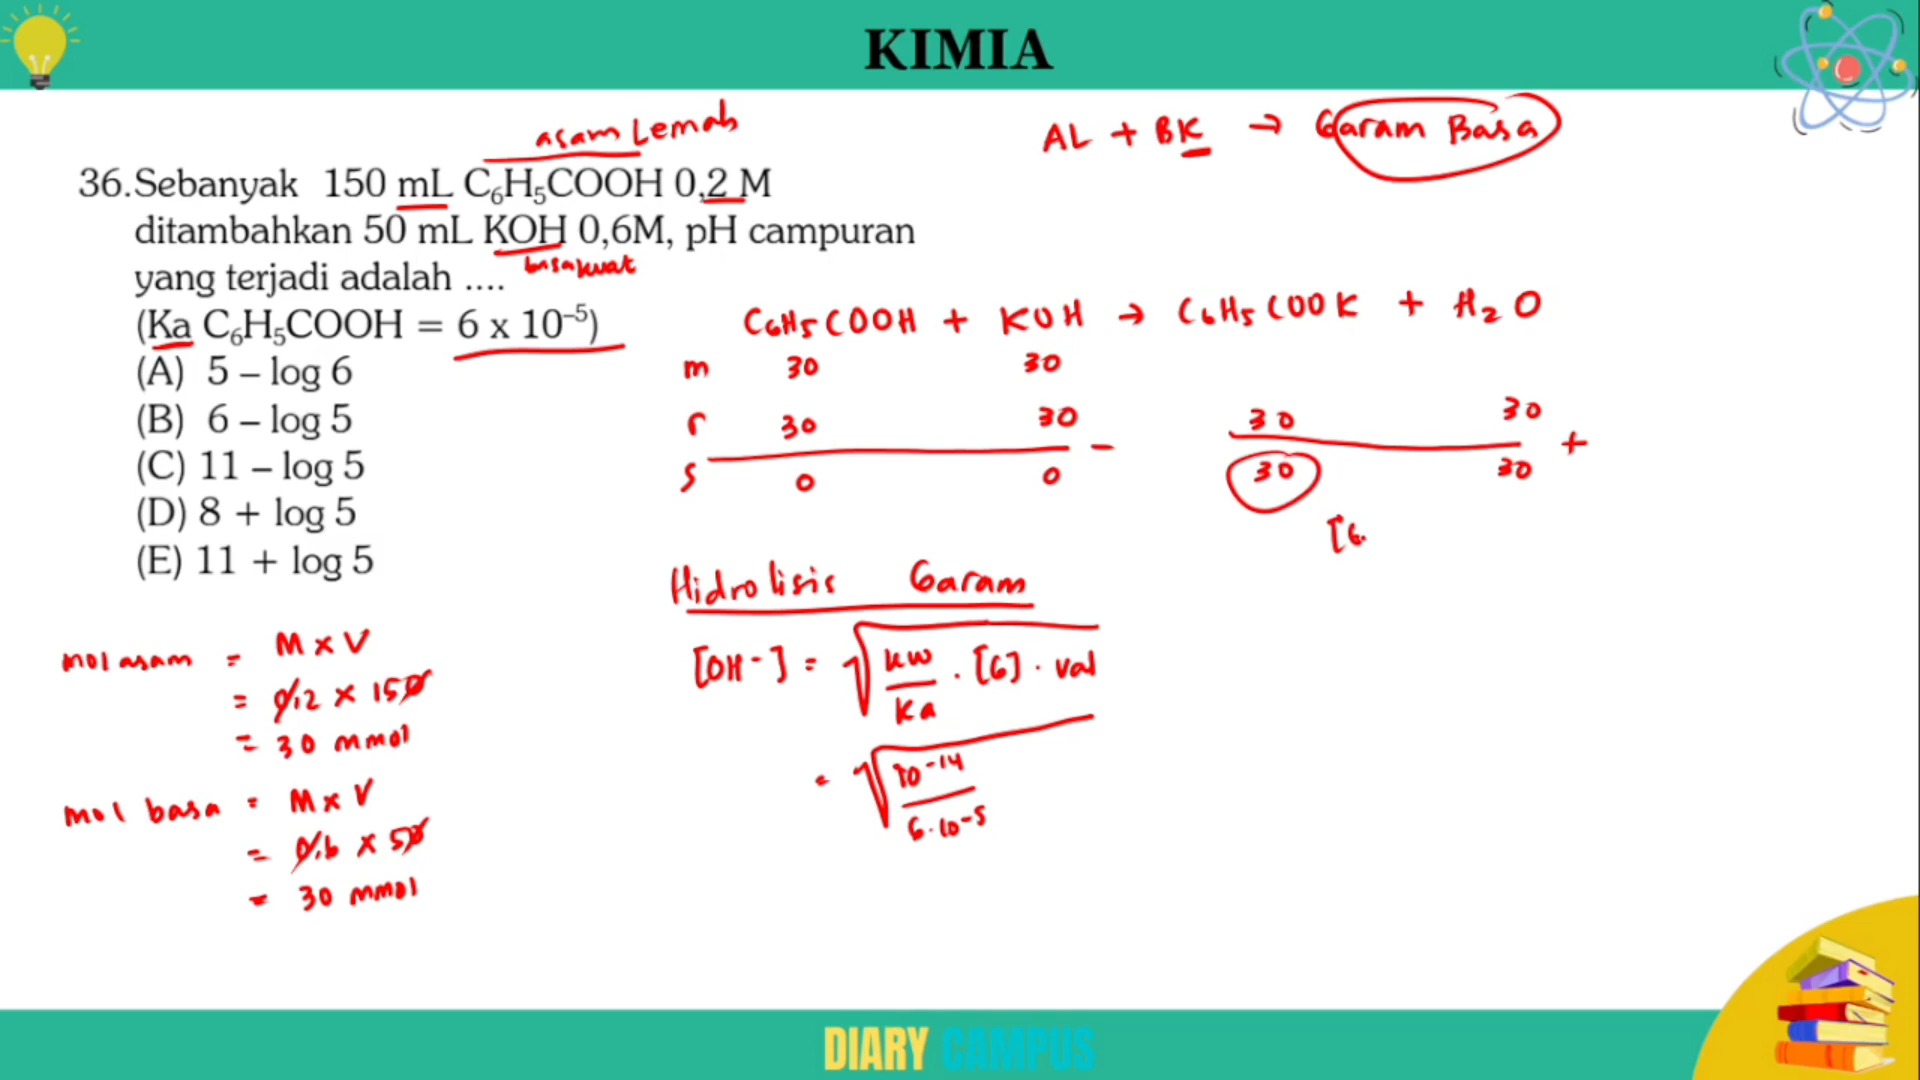 KIMIA
asam Lemah
AL + BK → Garam Basa
36. Sebanyak 150 mL C₆H₅COOH 0,2 M
ditambahkan 50 mL KOH 0,6M, pH campuran
basa kuat
yang terjadi adalah ....
(Ka C₆H₅COOH = 6 x 10⁻⁵)
(A) 5 – log 6
(B) 6 – log 5
(C) 11 – log 5
(D) 8 + log 5
(E) 11 + log 5
mol asam = M x V
= 0,2 x 150
= 30 mmol
mol basa = M x V
= 0,6 x 50
= 30 mmol
C6H5COOH + KOH → C6H5COOK + H2O
m 30 30
r 30 30 - 30 30 +
s 0 0 30 30
[G
Hidrolisis Garam
[OH⁻] = √ Kw/Ka . [G] . val
= √ 10⁻¹⁴/6.10⁻⁵
DIARY CAMPUS